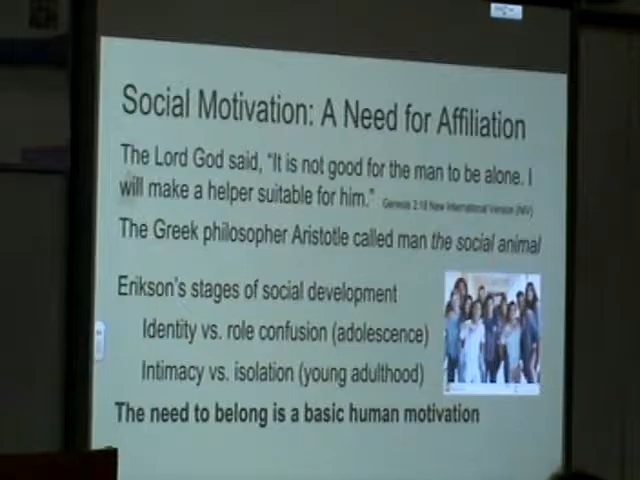 Social Motivation: A Need for Affiliation
The Lord God said, “It is not good for the man to be alone. I
will make a helper suitable for him.” Genesis 2:18 New International Version (NIV)
The Greek philosopher Aristotle called man the social animal
Erikson’s stages of social development
Identity vs. role confusion (adolescence)
Intimacy vs. isolation (young adulthood)
The need to belong is a basic human motivation